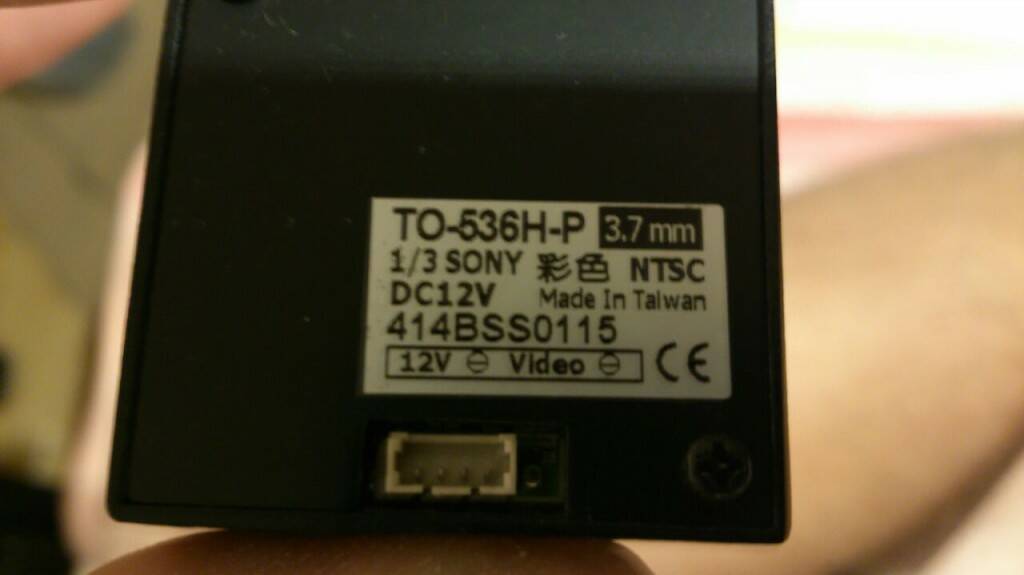 TO-536H-P 3.7 mm
1/3 SONY 彩色 NTSC
DC12V Made In Taiwan
414BSS0115
12V ⊖ Video ⊖ CE